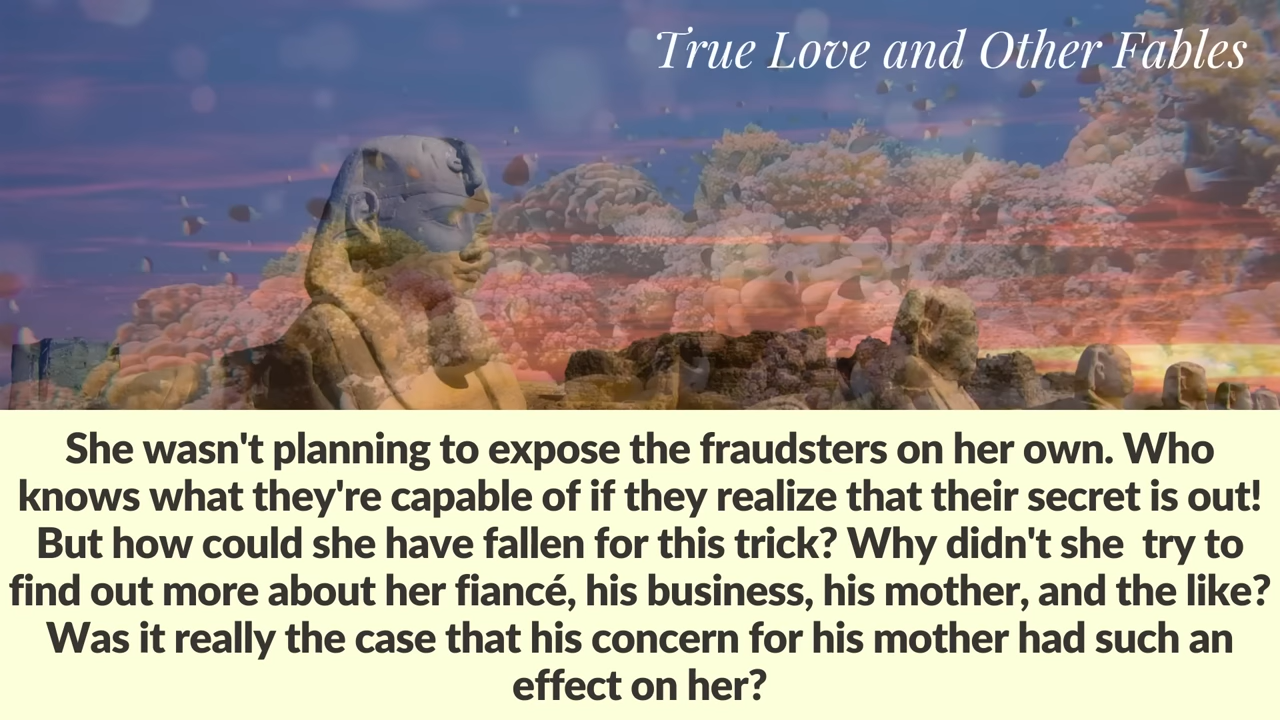 True Love and Other Fables
She wasn't planning to expose the fraudsters on her own. Who
knows what they're capable of if they realize that their secret is out!
But how could she have fallen for this trick? Why didn't she  try to
find out more about her fiancé, his business, his mother, and the like?
Was it really the case that his concern for his mother had such an
effect on her?